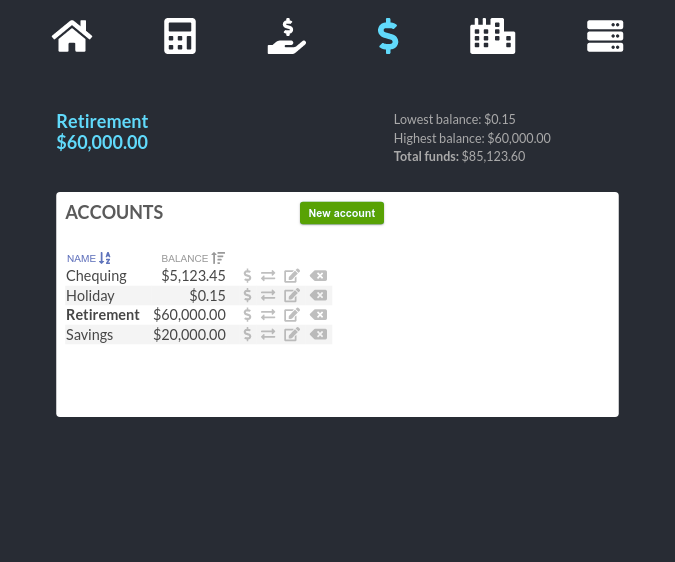 Retirement
$60,000.00
Lowest balance: $0.15
Highest balance: $60,000.00
Total funds: $85,123.60
ACCOUNTS
New account
NAME BALANCE
Chequing $5,123.45
Holiday $0.15
Retirement $60,000.00
Savings $20,000.00